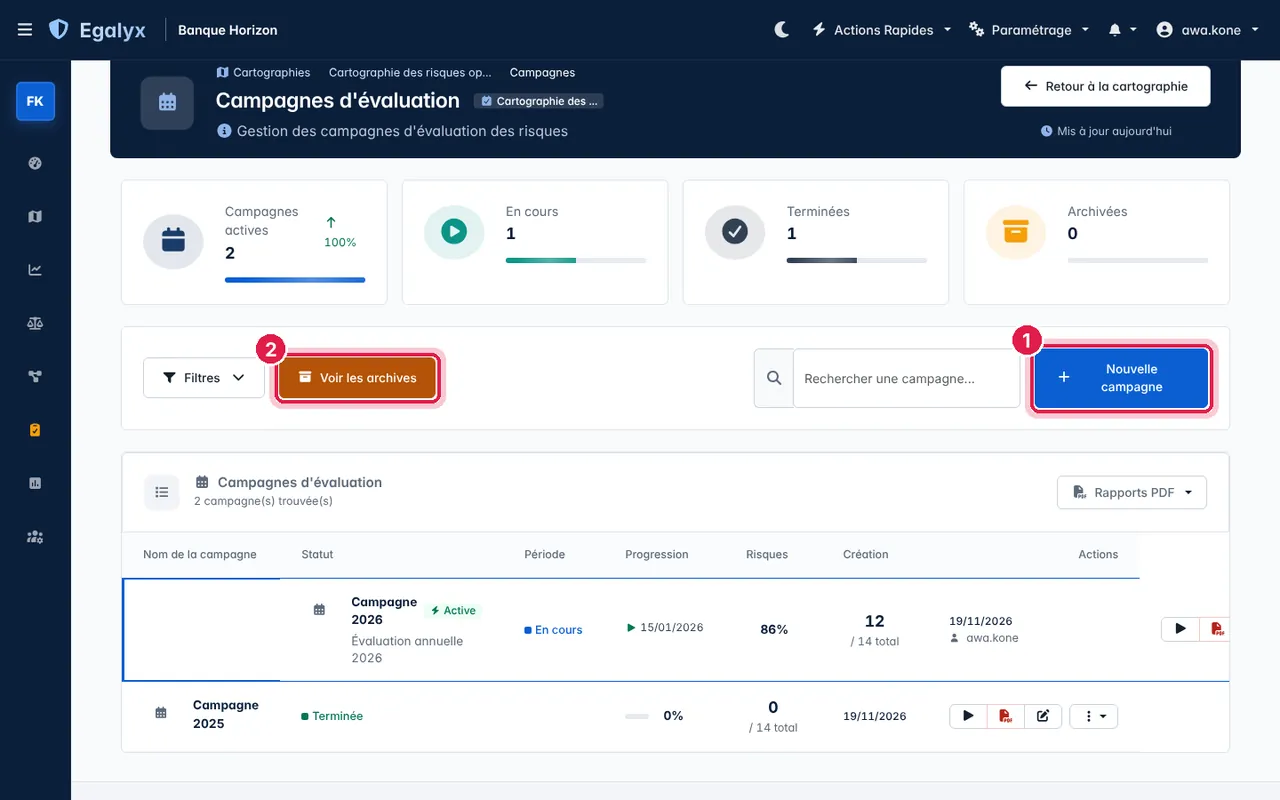 Egalyx
Banque Horizon
Actions Rapides
Paramétrage
awa.kone
FK
Cartographies
Cartographie des risques op...
Campagnes
Campagnes d'évaluation
Cartographie des ...
Gestion des campagnes d'évaluation des risques
Retour à la cartographie
Mis à jour aujourd'hui
Campagnes
actives
2
100%
En cours
1
Terminées
1
Archivées
0
Filtres
2
Voir les archives
Rechercher une campagne...
1
Nouvelle
campagne
Campagnes d'évaluation
2 campagne(s) trouvée(s)
Rapports PDF
Nom de la campagne
Statut
Période
Progression
Risques
Création
Actions
Campagne
2026
Active
Évaluation annuelle
2026
En cours
15/01/2026
86%
12
/ 14 total
19/11/2026
awa.kone
Campagne
2025
Terminée
0%
0
/ 14 total
19/11/2026